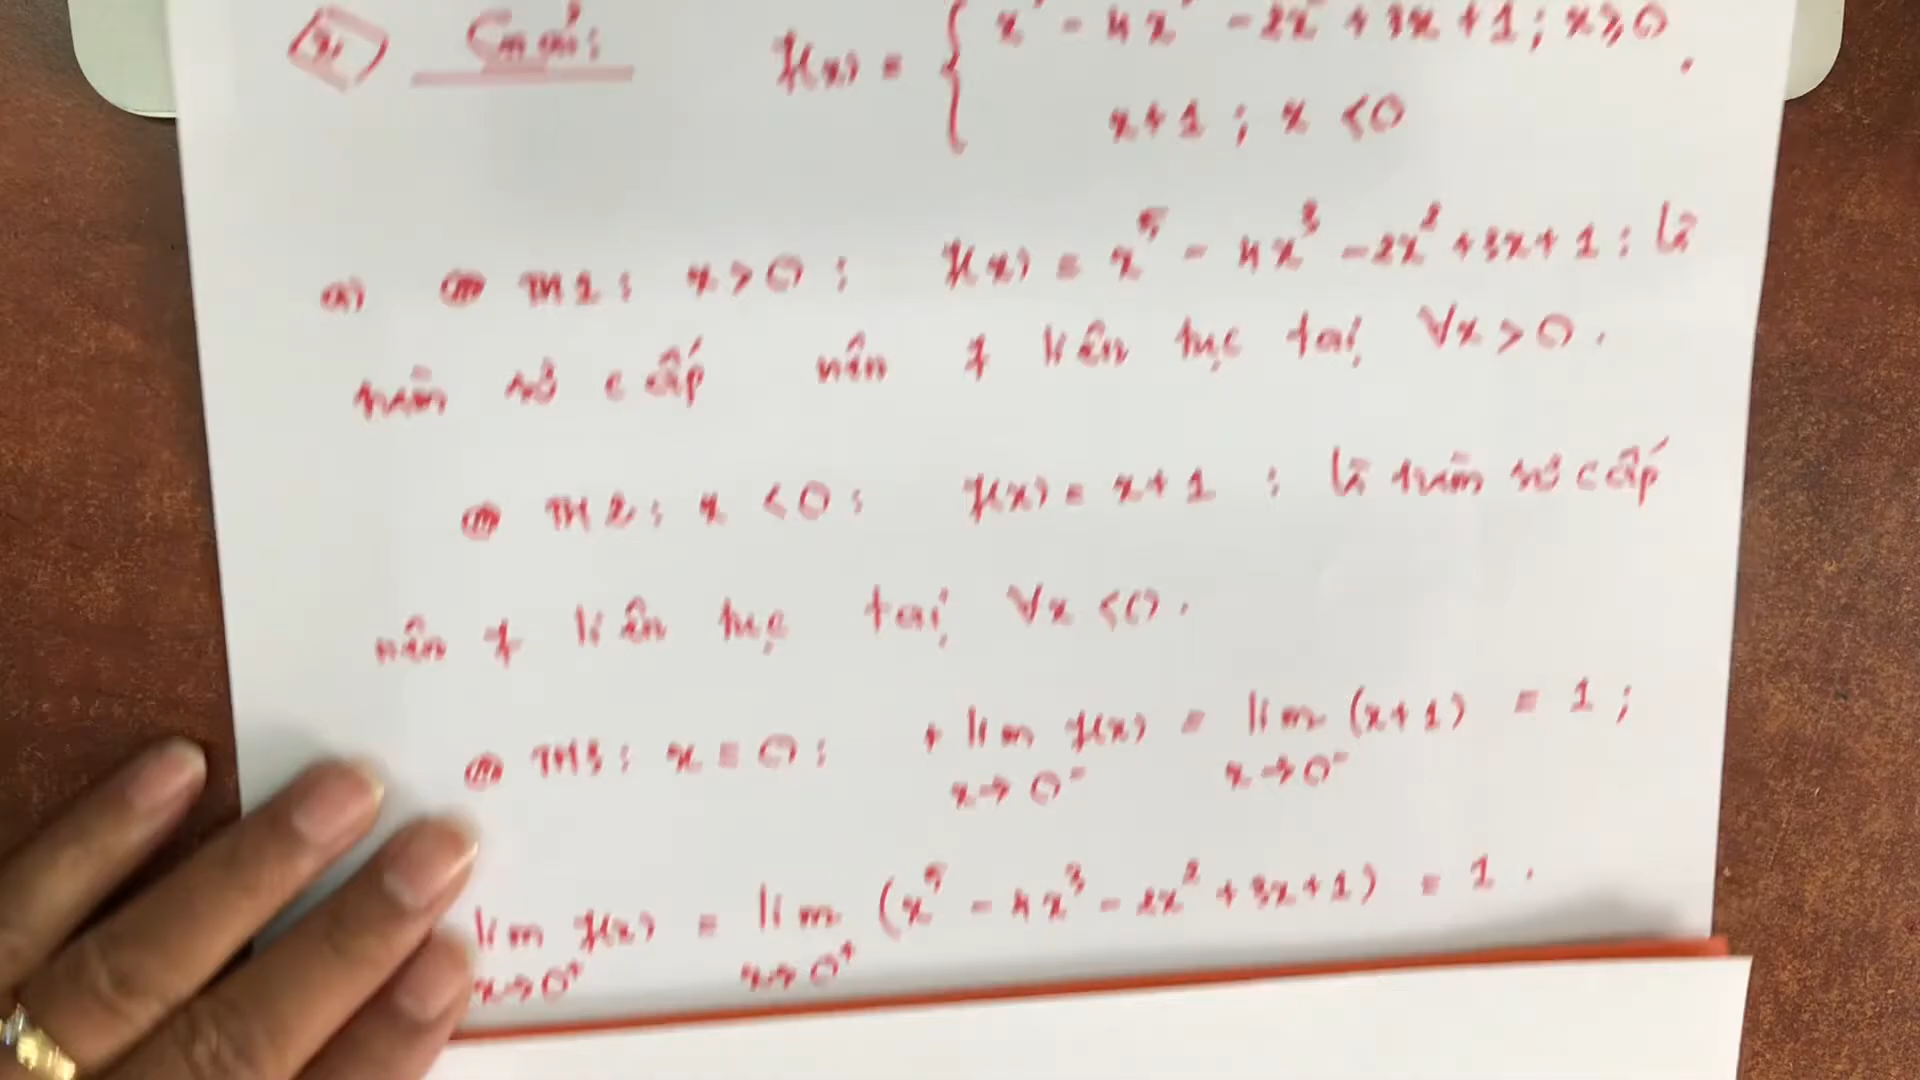 Giải:
f(x) = { x⁵ - 4x³ - 2x² + 3x + 1 ; x ≥ 0 .
x + 1 ; x < 0
a) TH1: x > 0 ; f(x) = x⁵ - 4x³ - 2x² + 3x + 1 : là
hàm sơ cấp nên f liên tục tại ∀x > 0 .
TH2: x < 0 ; f(x) = x + 1 : là hàm sơ cấp
nên f liên tục tại ∀x < 0 .
TH3: x = 0 ; + lim f(x) = lim (x + 1) = 1 ;
x → 0⁻ x → 0⁻
lim f(x) = lim (x⁵ - 4x³ - 2x² + 3x + 1) = 1 .
x → 0⁺ x → 0⁺